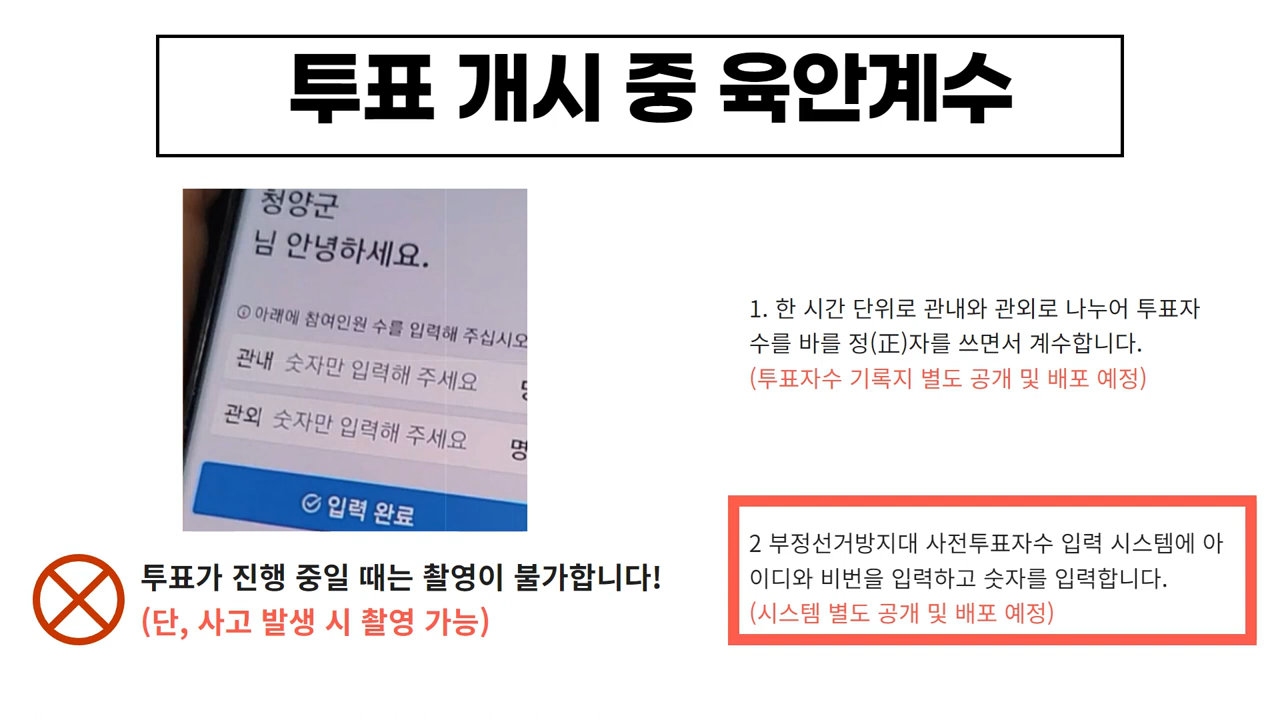 투표 개시 중 육안계수
청양군
님 안녕하세요.
아래에 참여인원 수를 입력해 주십시오
관내 숫자만 입력해 주세요
관외 숫자만 입력해 주세요 명
입력 완료
투표가 진행 중일 때는 촬영이 불가합니다!
(단, 사고 발생 시 촬영 가능)
1. 한 시간 단위로 관내와 관외로 나누어 투표자
수를 바를 정(正)자를 쓰면서 계수합니다.
(투표자수 기록지 별도 공개 및 배포 예정)
2 부정선거방지대 사전투표자수 입력 시스템에 아
이디와 비번을 입력하고 숫자를 입력합니다.
(시스템 별도 공개 및 배포 예정)